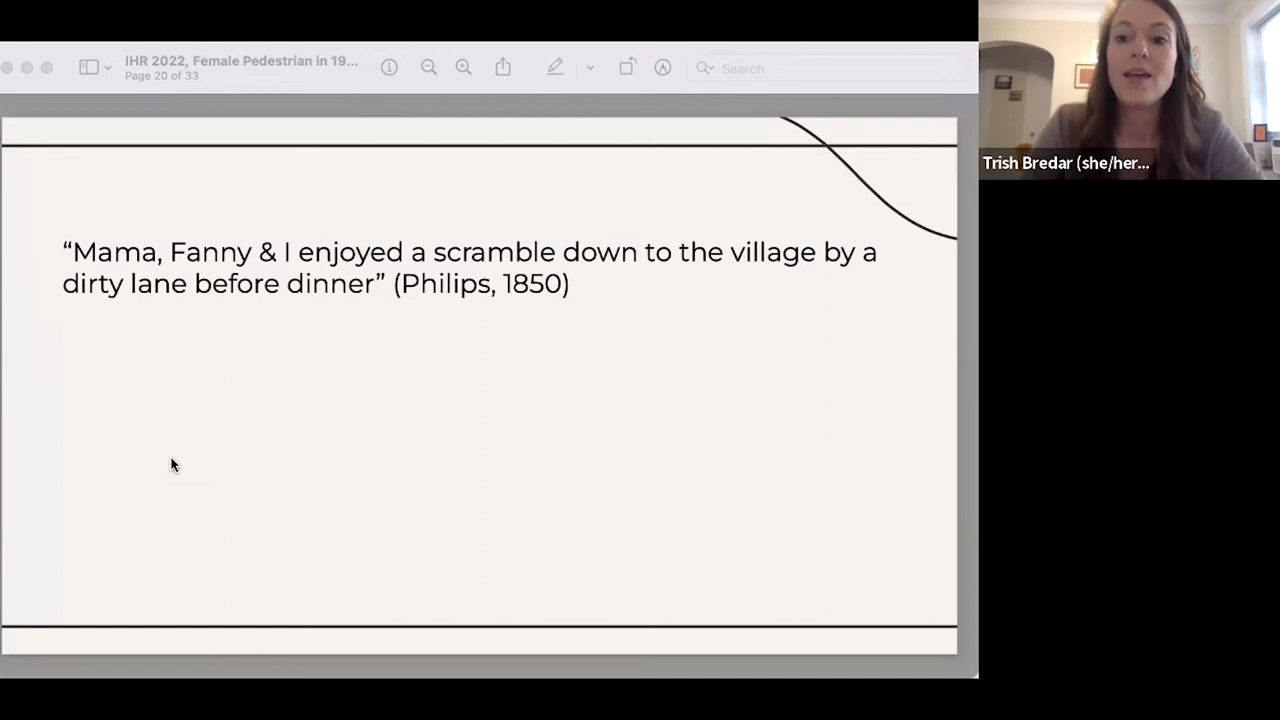 IHR 2022, Female Pedestrian in 19...
Page 20 of 33
Search
“Mama, Fanny & I enjoyed a scramble down to the village by a
dirty lane before dinner” (Philips, 1850)
Trish Bredar (she/her...